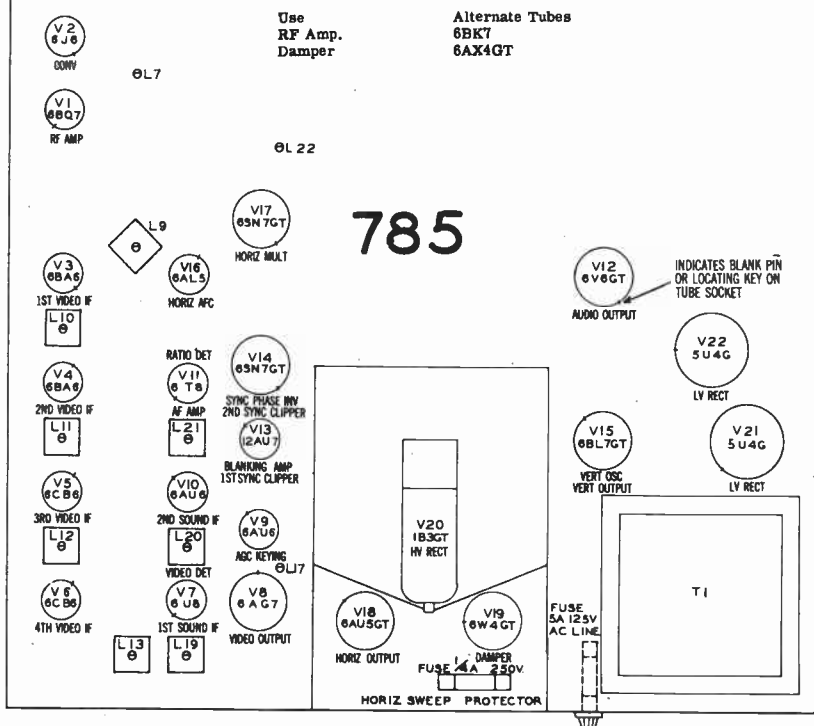 Use Alternate Tubes
RF Amp. 6BK7
Damper 6AX4GT
V2
6J6
CONV
L7
V1
6BQ7
RF AMP
L22
V17
6SN7GT
HORIZ MULT
785
L9
V3
6BA6
1ST VIDEO IF
L10
V16
6AL5
HORIZ AFC
V12
6V6GT
AUDIO OUTPUT
INDICATES BLANK PIN
OR LOCATING KEY ON
TUBE SOCKET
V22
5U4G
LV RECT
V4
6BA6
2ND VIDEO IF
L11
RATIO DET
V11
6T8
AF AMP
L21
V14
6SN7GT
SYNC PHASE INV
2ND SYNC CLIPPER
V13
12AU7
BLANKING AMP
1ST SYNC CLIPPER
V15
6BL7GT
VERT OSC
VERT OUTPUT
V21
5U4G
LV RECT
V5
6CB6
3RD VIDEO IF
L12
V10
6AU6
2ND SOUND IF
L20
VIDEO DET
V9
6AU6
AGC KEYING
L17
V20
1B3GT
HV RECT
V6
6CB6
4TH VIDEO IF
L13
V7
6U8
1ST SOUND IF
L19
V8
6AG7
VIDEO OUTPUT
V18
6AU5GT
HORIZ OUTPUT
V19
6W4GT
DAMPER
FUSE 1/4A 250V.
HORIZ SWEEP PROTECTOR
FUSE
5A 125V
AC LINE
T1